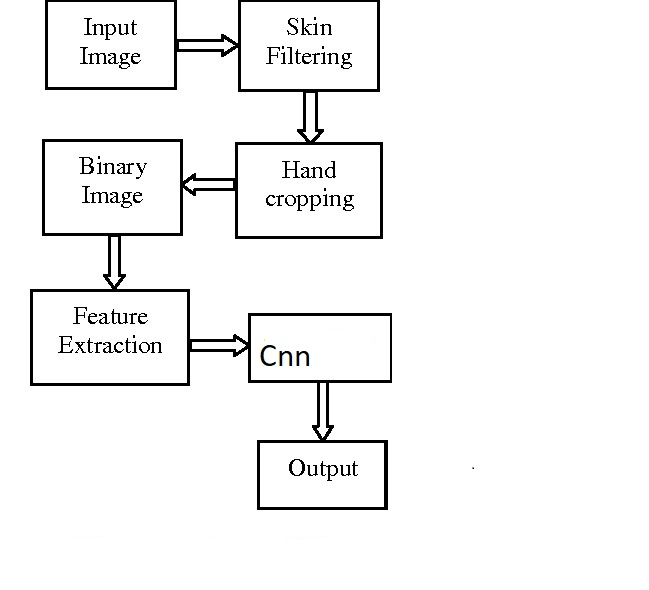 Input
Image
Skin
Filtering
Hand
cropping
Binary
Image
Feature
Extraction
Cnn
Output